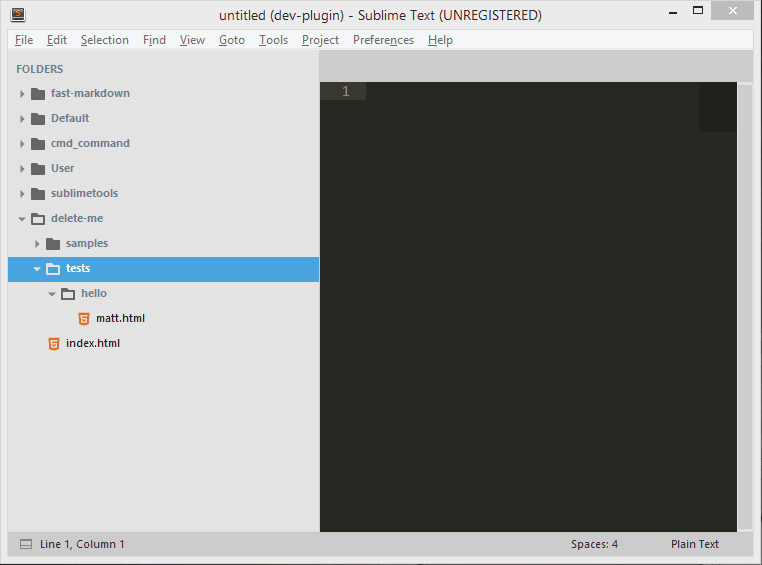 untitled (dev-plugin) - Sublime Text (UNREGISTERED)
File Edit Selection Find View Goto Tools Project Preferences Help
FOLDERS
fast-markdown
Default
cmd_command
User
sublimetools
delete-me
samples
tests
hello
matt.html
index.html
1
Line 1, Column 1 Spaces: 4 Plain Text